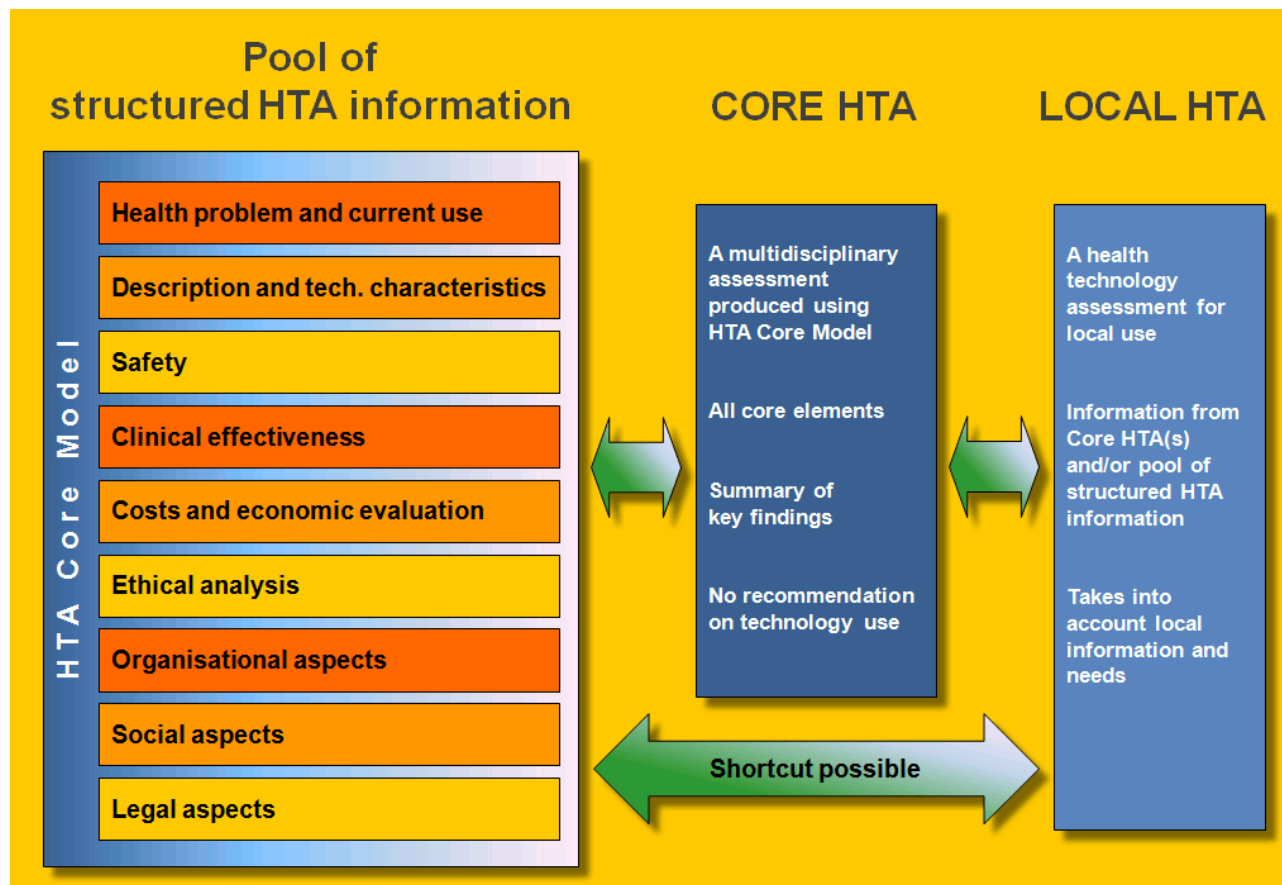 Pool of
structured HTA information
CORE HTA
LOCAL HTA
HTA Core Model
Health problem and current use
Description and tech. characteristics
Safety
Clinical effectiveness
Costs and economic evaluation
Ethical analysis
Organisational aspects
Social aspects
Legal aspects
A multidisciplinary
assessment
produced using
HTA Core Model
All core elements
Summary of
key findings
No recommendation
on technology use
A health
technology
assessment for
local use
Information from
Core HTA(s)
and/or pool of
structured HTA
information
Takes into
account local
information and
needs
Shortcut possible